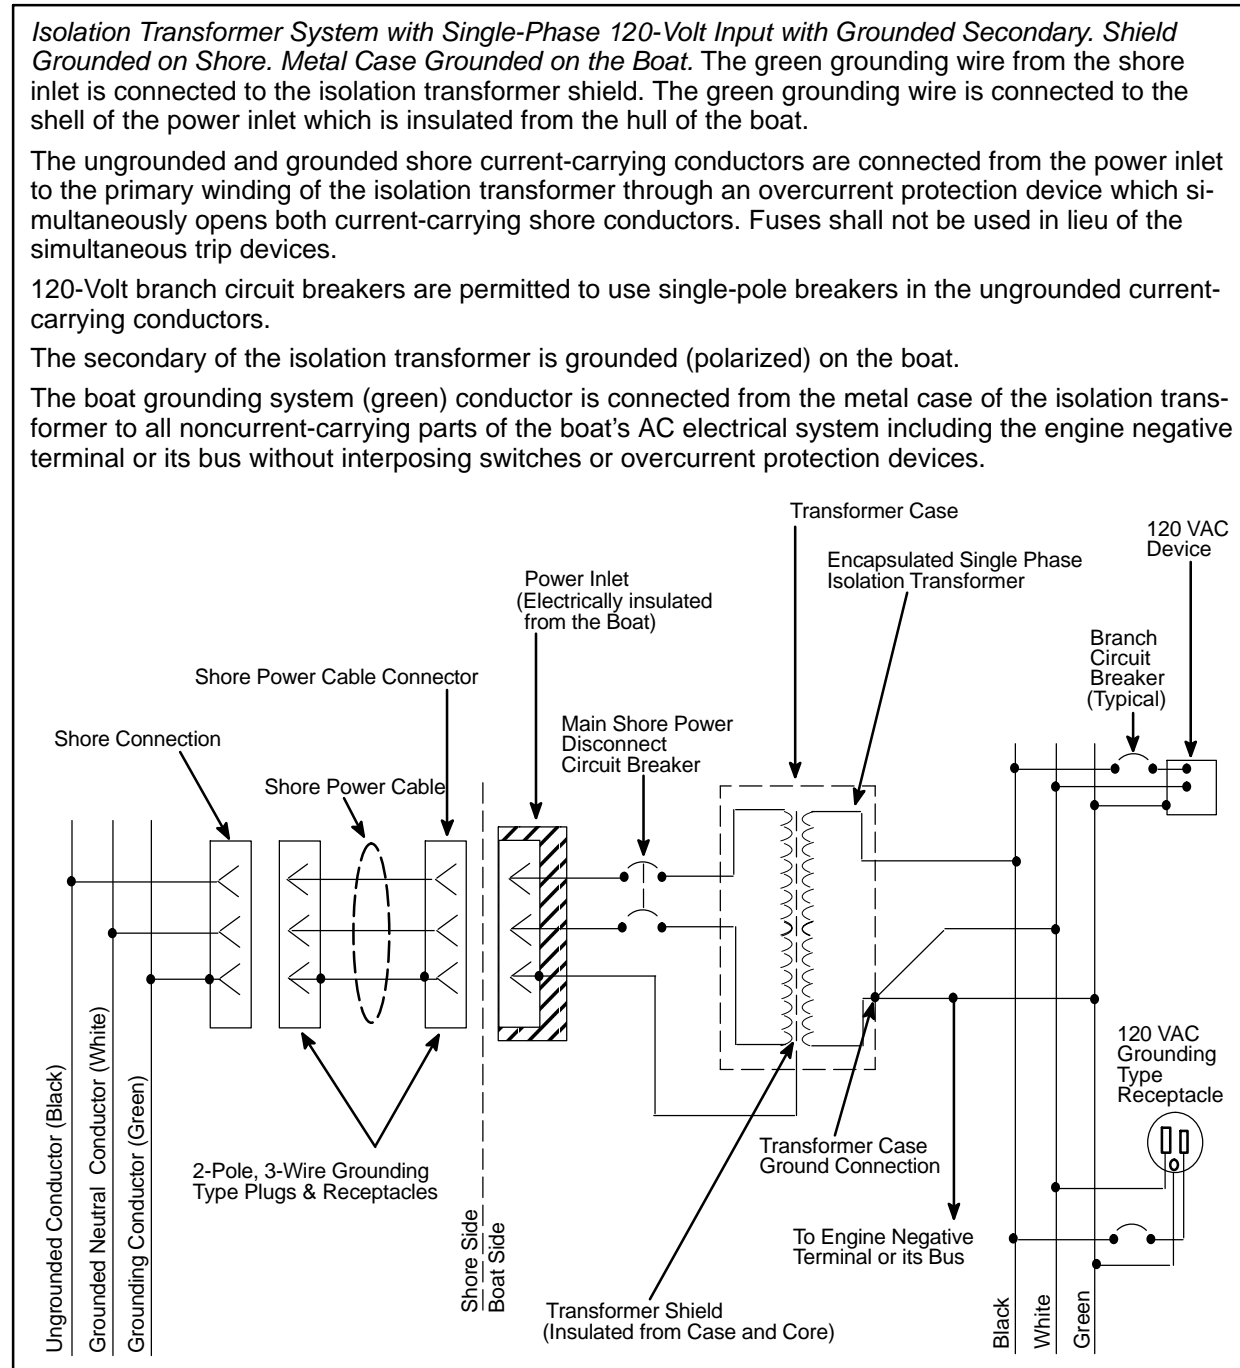 Isolation Transformer System with Single-Phase 120-Volt Input with Grounded Secondary. Shield
Grounded on Shore. Metal Case Grounded on the Boat. The green grounding wire from the shore
inlet is connected to the isolation transformer shield. The green grounding wire is connected to the
shell of the power inlet which is insulated from the hull of the boat.
The ungrounded and grounded shore current-carrying conductors are connected from the power inlet
to the primary winding of the isolation transformer through an overcurrent protection device which si-
multaneously opens both current-carrying shore conductors. Fuses shall not be used in lieu of the
simultaneous trip devices.
120-Volt branch circuit breakers are permitted to use single-pole breakers in the ungrounded current-
carrying conductors.
The secondary of the isolation transformer is grounded (polarized) on the boat.
The boat grounding system (green) conductor is connected from the metal case of the isolation trans-
former to all noncurrent-carrying parts of the boat's AC electrical system including the engine negative
terminal or its bus without interposing switches or overcurrent protection devices.
Transformer Case
120 VAC
Device
Encapsulated Single Phase
Isolation Transformer
Power Inlet
(Electrically insulated
from the Boat)
Branch
Circuit
Breaker
(Typical)
Shore Power Cable Connector
Main Shore Power
Disconnect
Circuit Breaker
Shore Connection
Shore Power Cable
120 VAC
Grounding
Type
Receptacle
Transformer Case
Ground Connection
2-Pole, 3-Wire Grounding
Type Plugs & Receptacles
To Engine Negative
Terminal or its Bus
Transformer Shield
(Insulated from Case and Core)
Ungrounded Conductor (Black)
Grounded Neutral Conductor (White)
Grounding Conductor (Green)
Shore Side
Boat Side
Black
White
Green